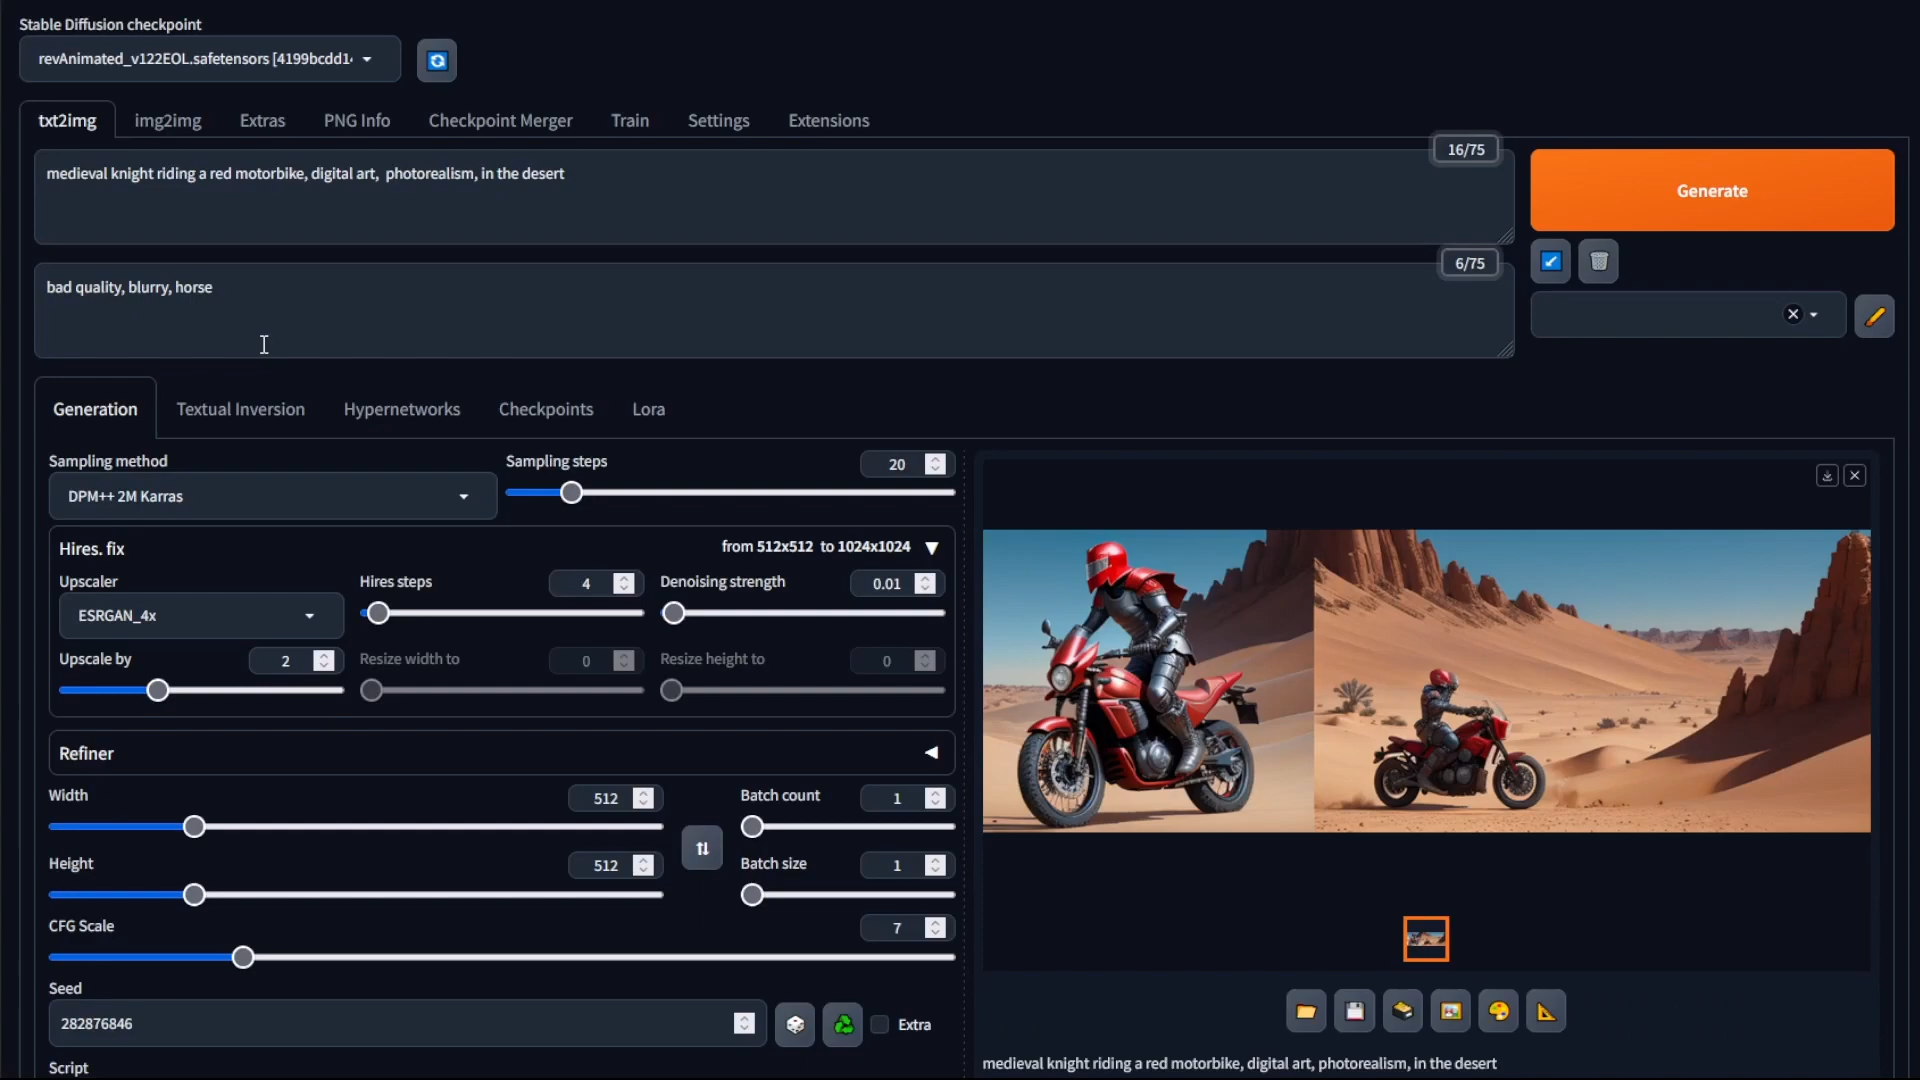 Stable Diffusion checkpoint
revAnimated_v122EOL.safetensors [4199bcdd14
txt2img img2img Extras PNG Info Checkpoint Merger Train Settings Extensions
16/75
medieval knight riding a red motorbike, digital art,  photorealism, in the desert
Generate
6/75
bad quality, blurry, horse
Generation Textual Inversion Hypernetworks Checkpoints Lora
Sampling method
DPM++ 2M Karras
Sampling steps
20
Hires. fix
from 512x512 to 1024x1024
Upscaler
ESRGAN_4x
Hires steps
4
Denoising strength
0.01
Upscale by
2
Resize width to
0
Resize height to
0
Refiner
Width
512
Batch count
1
Height
512
Batch size
1
CFG Scale
7
Seed
282876846
Extra
Script
medieval knight riding a red motorbike, digital art, photorealism, in the desert